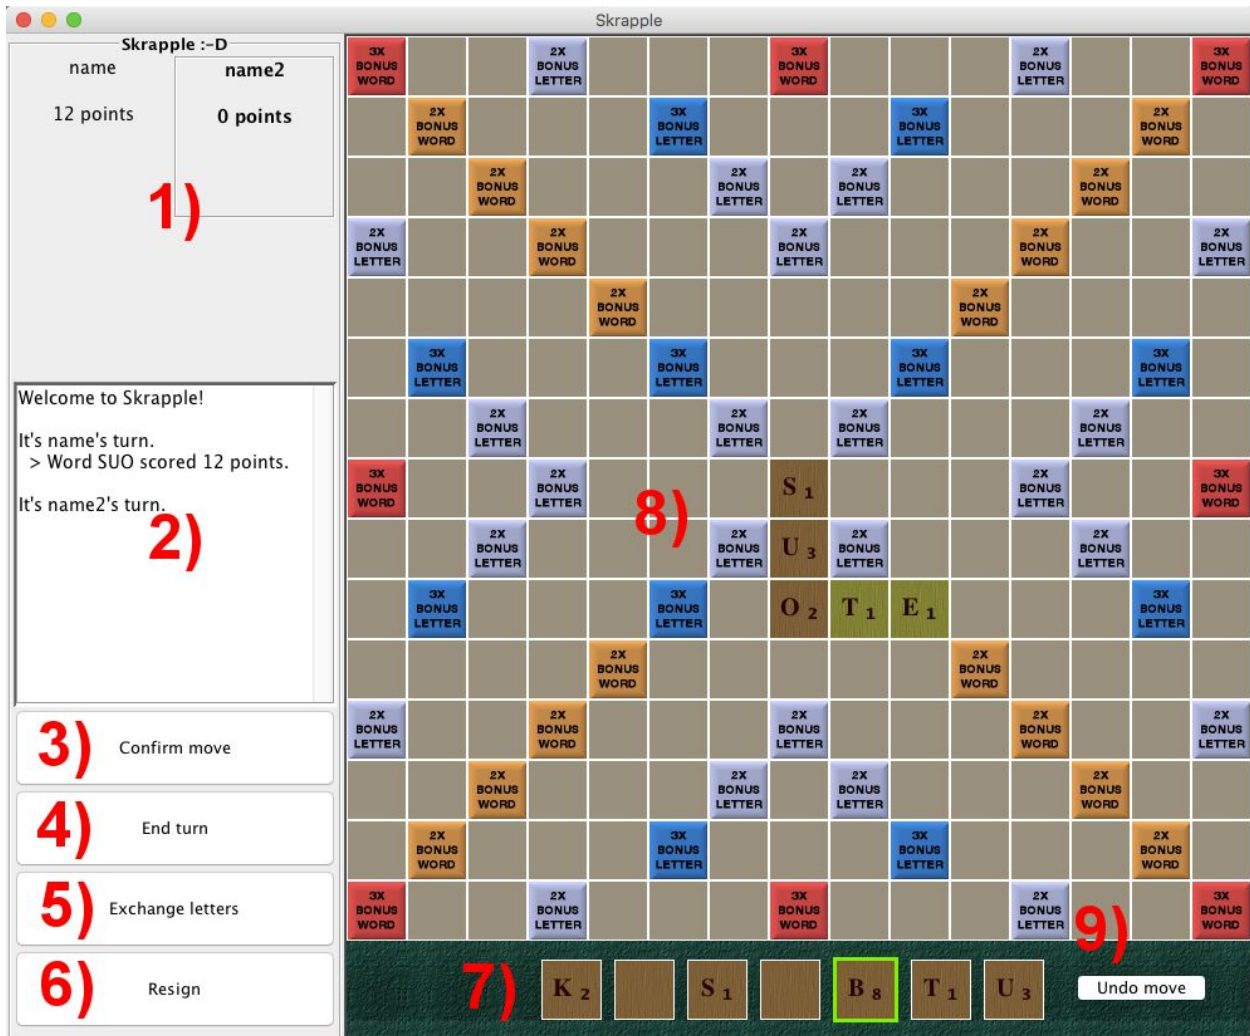 Skrapple
Skrapple :-D
name name2
12 points 0 points
1)
Welcome to Skrapple!
It's name's turn.
> Word SUO scored 12 points.
It's name2's turn.
2)
3) Confirm move
4) End turn
5) Exchange letters
6) Resign
3X 2X 3X 2X 3X
BONUS BONUS BONUS BONUS BONUS
WORD LETTER WORD LETTER WORD
2X 3X 3X 2X
BONUS BONUS BONUS BONUS
WORD LETTER LETTER WORD
2X 2X 2X 2X
BONUS BONUS BONUS BONUS
WORD LETTER LETTER WORD
2X 2X 2X 2X 2X
BONUS BONUS BONUS BONUS BONUS
LETTER WORD LETTER WORD LETTER
2X 2X
BONUS BONUS
WORD WORD
3X 3X 3X 3X
BONUS BONUS BONUS BONUS
LETTER LETTER LETTER LETTER
2X 2X 2X 2X
BONUS BONUS BONUS BONUS
LETTER LETTER LETTER LETTER
3X 2X 2X 3X
BONUS BONUS 8) S 1 BONUS BONUS
WORD LETTER LETTER WORD
2X 2X 2X 2X
BONUS BONUS U 3 BONUS BONUS
LETTER LETTER LETTER LETTER
3X 3X 3X
BONUS BONUS O 2 T 1 E 1 BONUS
LETTER LETTER LETTER
2X 2X
BONUS BONUS
WORD WORD
2X 2X 2X 2X 2X
BONUS BONUS BONUS BONUS BONUS
LETTER WORD LETTER WORD LETTER
2X 2X 2X 2X
BONUS BONUS BONUS BONUS
WORD LETTER LETTER WORD
2X 3X 3X 2X
BONUS BONUS BONUS BONUS
WORD LETTER LETTER WORD
3X 2X 3X 2X 3X
BONUS BONUS BONUS BONUS BONUS
WORD LETTER WORD LETTER WORD
9)
7) K 2 S 1 B 8 T 1 U 3 Undo move